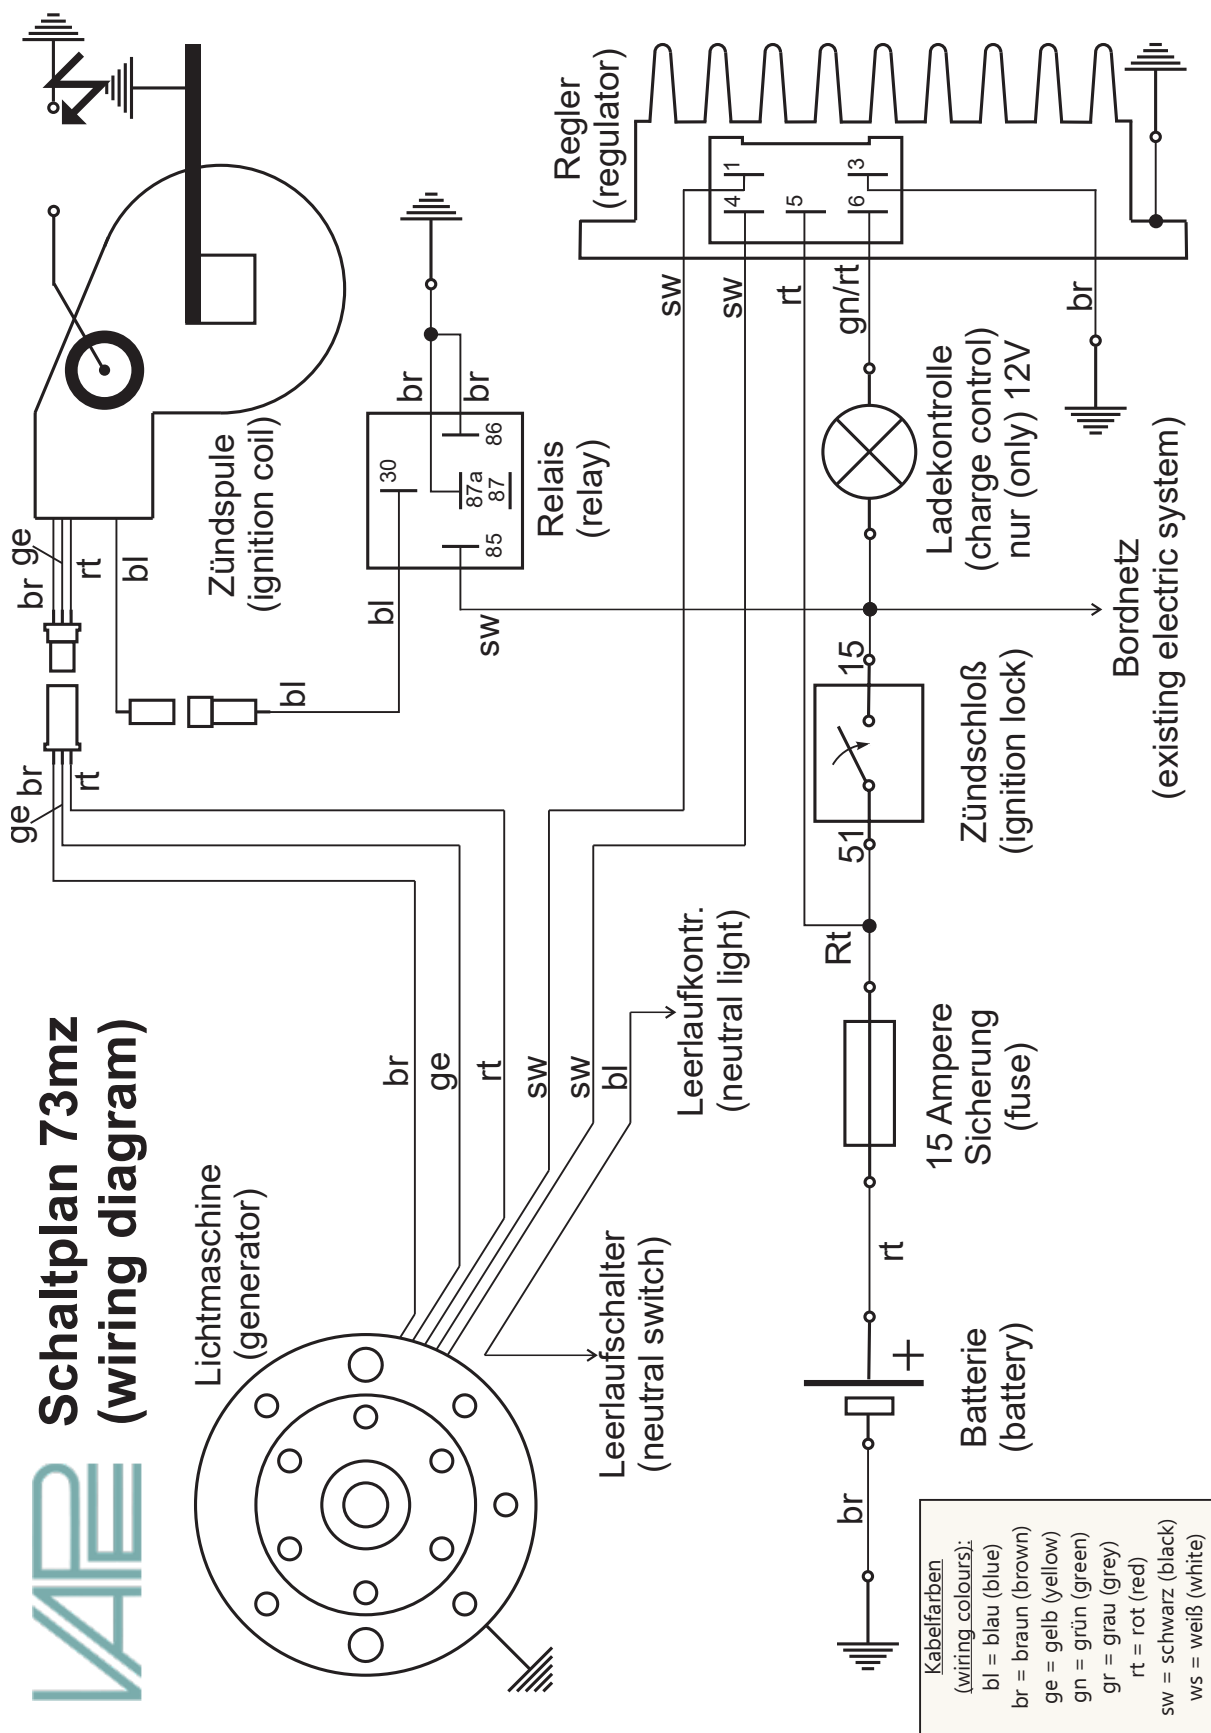 VAPE
Schaltplan 73mz
(wiring diagram)
Lichtmaschine
(generator)
ge
br
rt
br
ge
rt
bl
bl
Zündspule
(ignition coil)
bl
sw
br
br
30
87a
87
86
85
Relais
(relay)
br
ge
rt
sw
sw
bl
Leerlaufschalter
(neutral switch)
Leerlaufkontr.
(neutral light)
Regler
(regulator)
1
4
5
3
6
sw
sw
rt
gn/rt
br
Ladekontrolle
(charge control)
nur (only) 12V
Bordnetz
(existing electric system)
15
51
Zündschloß
(ignition lock)
Rt
15 Ampere
Sicherung
(fuse)
rt
+
Batterie
(battery)
br
Kabelfarben
(wiring colours):
bl = blau (blue)
br = braun (brown)
ge = gelb (yellow)
gn = grün (green)
gr = grau (grey)
rt = rot (red)
sw = schwarz (black)
ws = weiß (white)